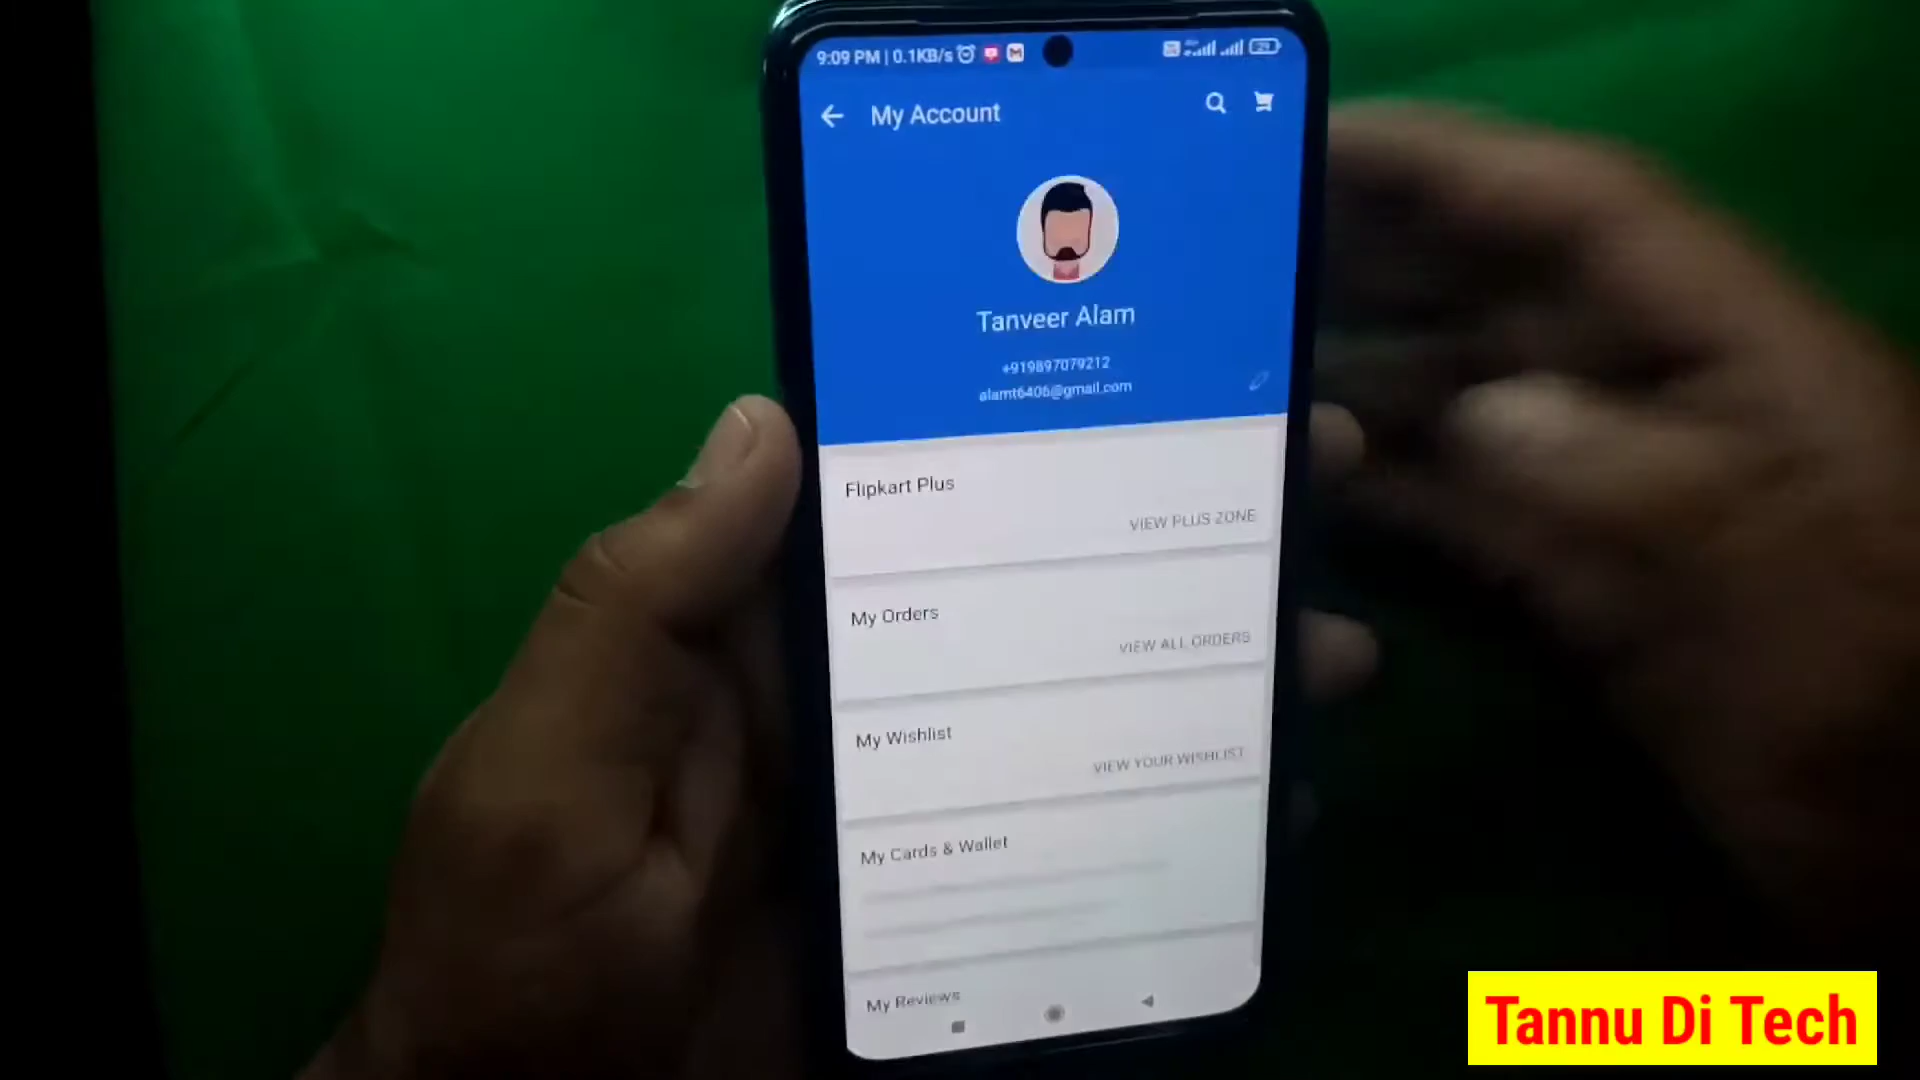 9:09 PM | 0.1KB/s
29
My Account
Tanveer Alam
+919897079212
alamt6406@gmail.com
Flipkart Plus
VIEW PLUS ZONE
My Orders
VIEW ALL ORDERS
My Wishlist
VIEW YOUR WISHLIST
My Cards & Wallet
My Reviews
Tannu Di Tech